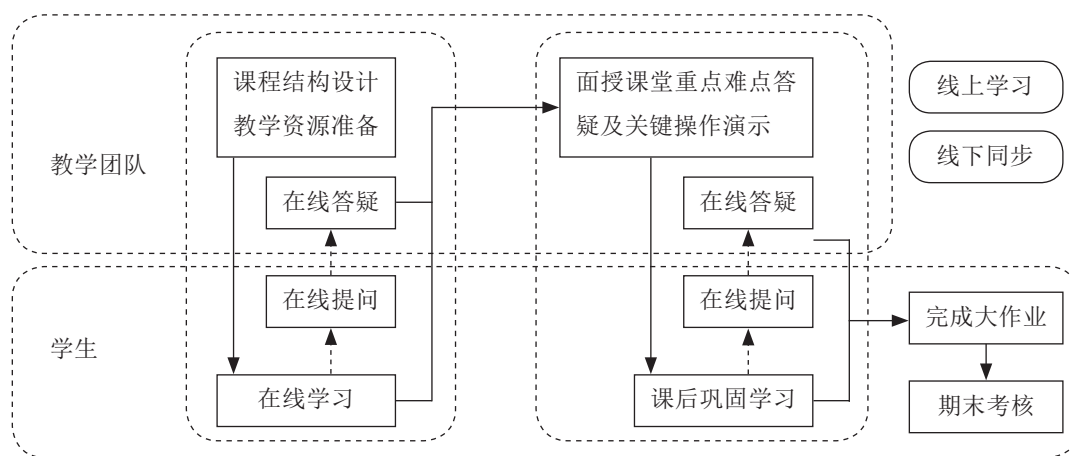 课程结构设计
教学资源准备
面授课堂重点难点答
疑及关键操作演示
线上学习
线下同步
教学团队
在线答疑
在线答疑
在线提问
在线提问
完成大作业
学生
在线学习
课后巩固学习
期末考核